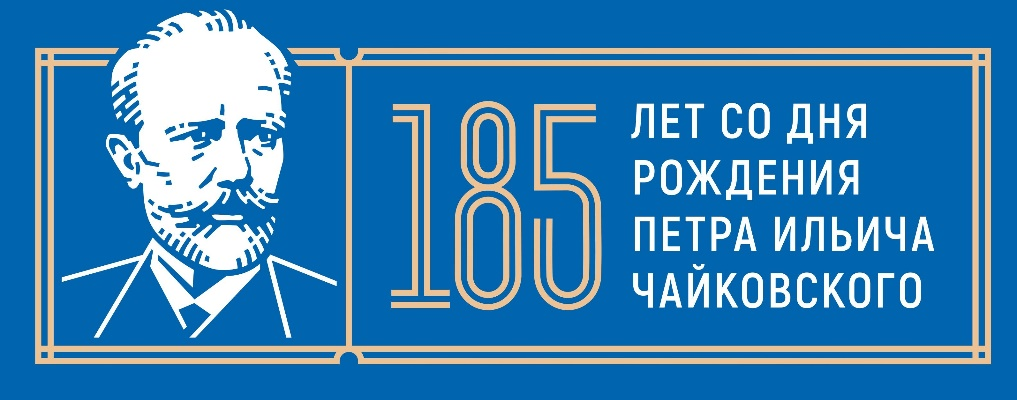 185
ЛЕТ СО ДНЯ
РОЖДЕНИЯ
ПЕТРА ИЛЬИЧА
ЧАЙКОВСКОГО